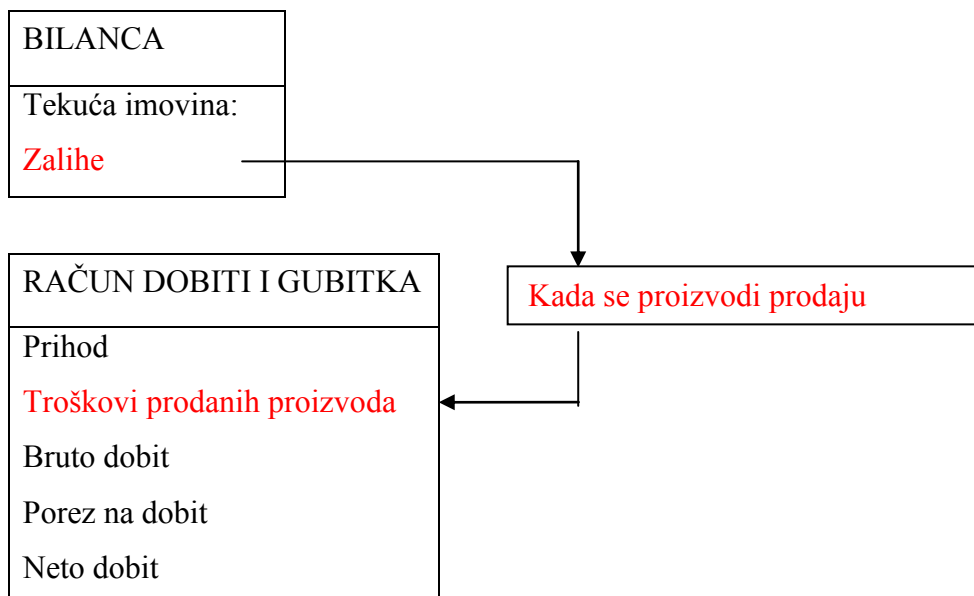 BILANCA
Tekuća imovina:
Zalihe
RAČUN DOBITI I GUBITKA
Prihod
Troškovi prodanih proizvoda
Bruto dobit
Porez na dobit
Neto dobit
Kada se proizvodi prodaju